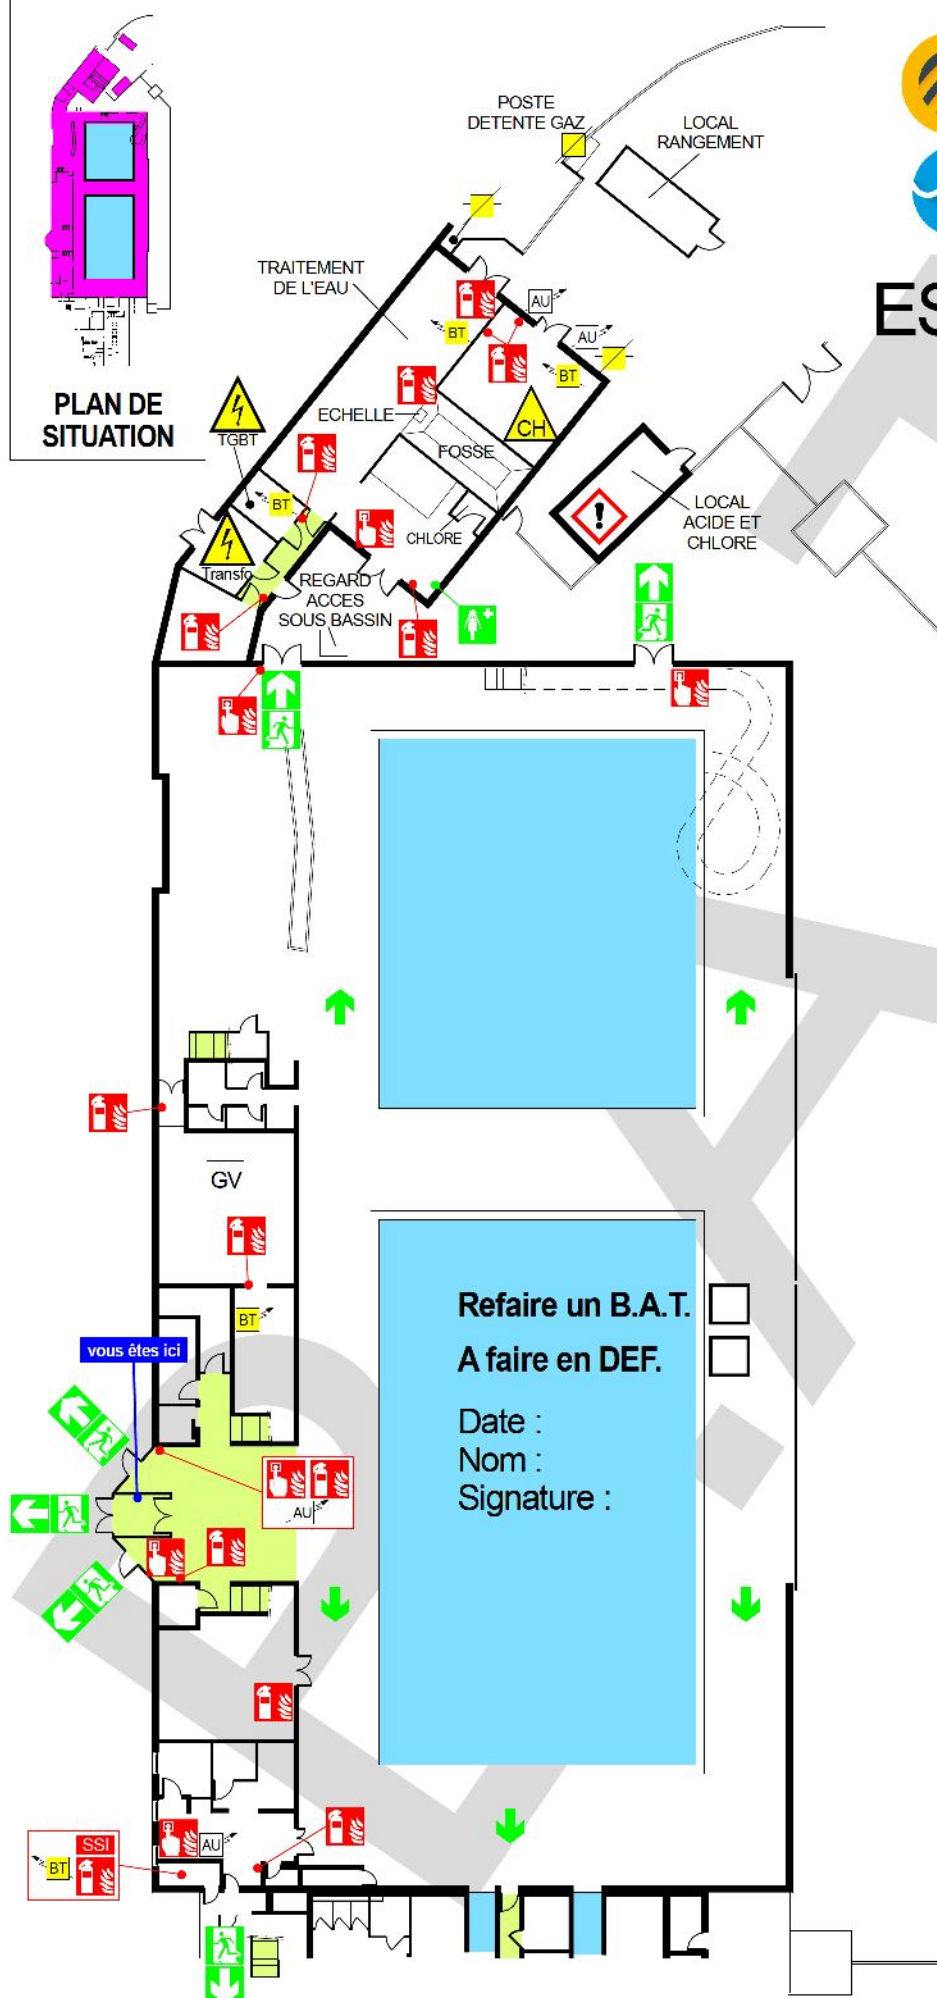 PLAN DE
SITUATION
POSTE
DETENTE GAZ
LOCAL
RANGEMENT
TRAITEMENT
DE L'EAU
ES
AU
BT
AU
BT
ECHELLE
CH
TGBT
FOSSE
BT
LOCAL
ACIDE ET
CHLORE
!
CHLORE
Transfo
REGARD
ACCES
SOUS BASSIN
GV
BT
Refaire un B.A.T.
A faire en DEF.
vous êtes ici
Date :
Nom :
Signature :
AU
SSI
BT
AU